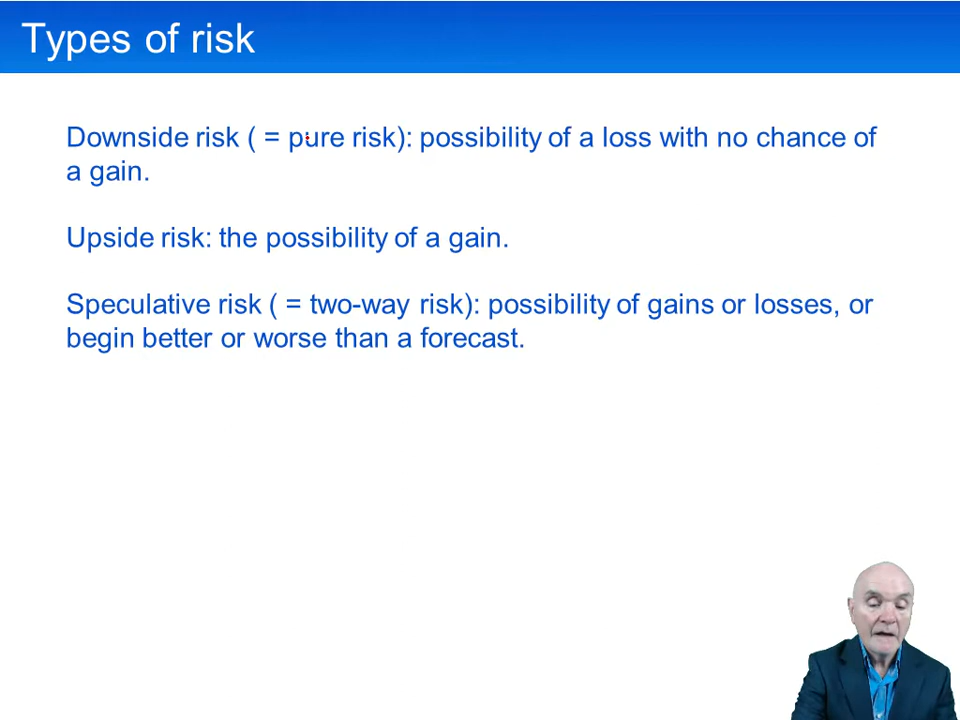 Types of risk
Downside risk ( = pure risk): possibility of a loss with no chance of
a gain.
Upside risk: the possibility of a gain.
Speculative risk ( = two-way risk): possibility of gains or losses, or
begin better or worse than a forecast.